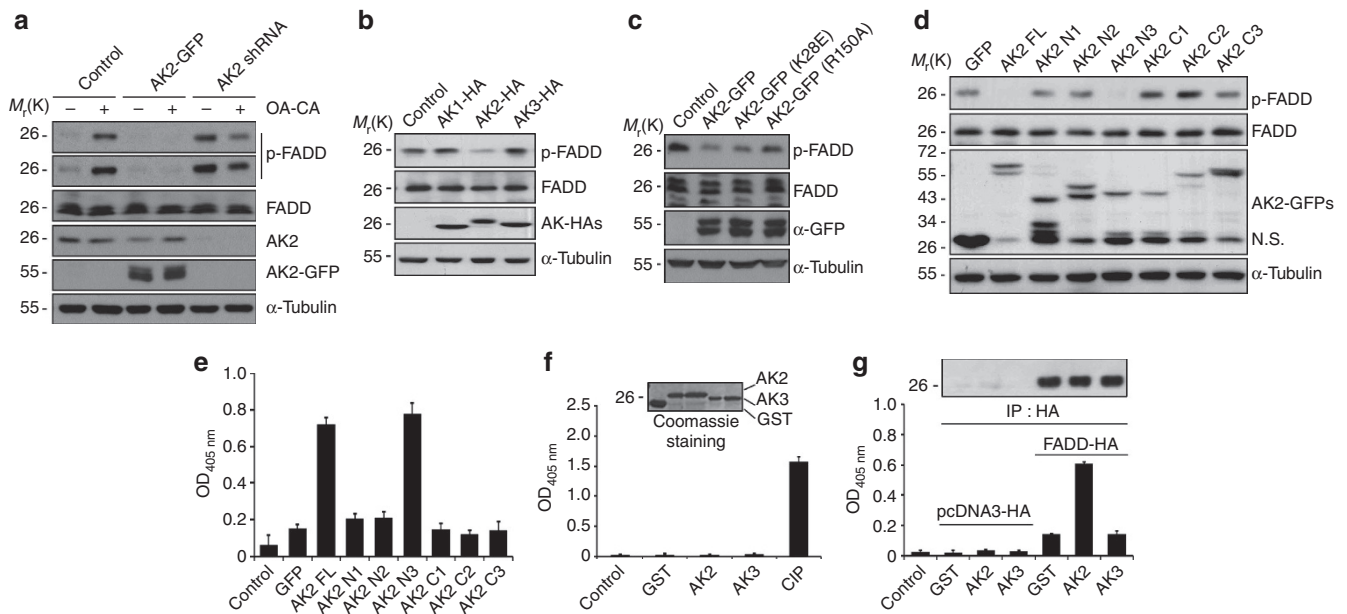 a
Control
AK2-GFP
AK2 shRNA
Mr(K)
– + – + – + OA-CA
26 -
26 -
p-FADD
26 -
FADD
26 -
AK2
55 -
AK2-GFP
55 -
α-Tubulin
b
Control
AK1-HA
AK2-HA
AK3-HA
Mr(K)
26 -
p-FADD
26 -
FADD
26 -
AK-HAs
55 -
α-Tubulin
c
Control
AK2-GFP
AK2-GFP (K28E)
AK2-GFP (R150A)
Mr(K)
26 -
p-FADD
26 -
FADD
55 -
α-GFP
55 -
α-Tubulin
d
GFP
AK2 FL
AK2 N1
AK2 N2
AK2 N3
AK2 C1
AK2 C2
AK2 C3
Mr(K)
26 -
p-FADD
26 -
FADD
72 -
55 -
43 -
AK2-GFPs
34 -
26 -
N.S.
55 -
α-Tubulin
e
OD405 nm
1.0
0.8
0.6
0.4
0.2
0
Control
GFP
AK2 FL
AK2 N1
AK2 N2
AK2 N3
AK2 C1
AK2 C2
AK2 C3
f
26 -
AK2
AK3
GST
Coomassie
staining
OD405 nm
2.5
2.0
1.5
1.0
0.5
0
Control
GST
AK2
AK3
CIP
g
26 -
IP : HA
FADD-HA
pcDNA3-HA
OD405 nm
1.0
0.8
0.6
0.4
0.2
0
Control
GST
AK2
AK3
GST
AK2
AK3